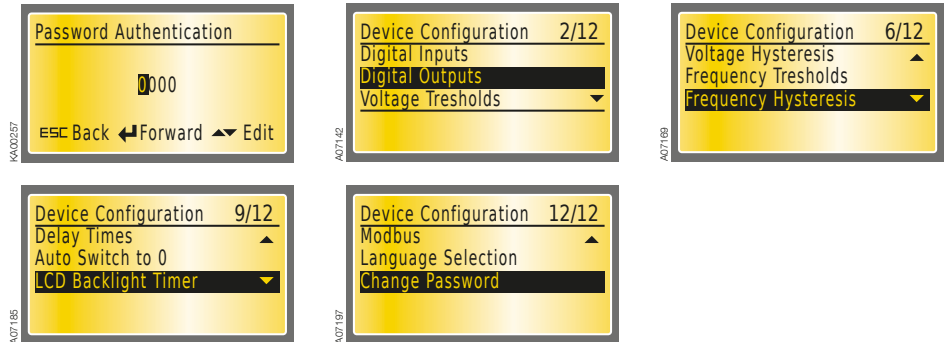 Password Authentication
0000
ESC Back Forward Edit
KA00257
Device Configuration 2/12
Digital Inputs
Digital Outputs
Voltage Tresholds
A07142
Device Configuration 6/12
Voltage Hysteresis
Frequency Tresholds
Frequency Hysteresis
A07169
Device Configuration 9/12
Delay Times
Auto Switch to 0
LCD Backlight Timer
A07185
Device Configuration 12/12
Modbus
Language Selection
Change Password
A07197